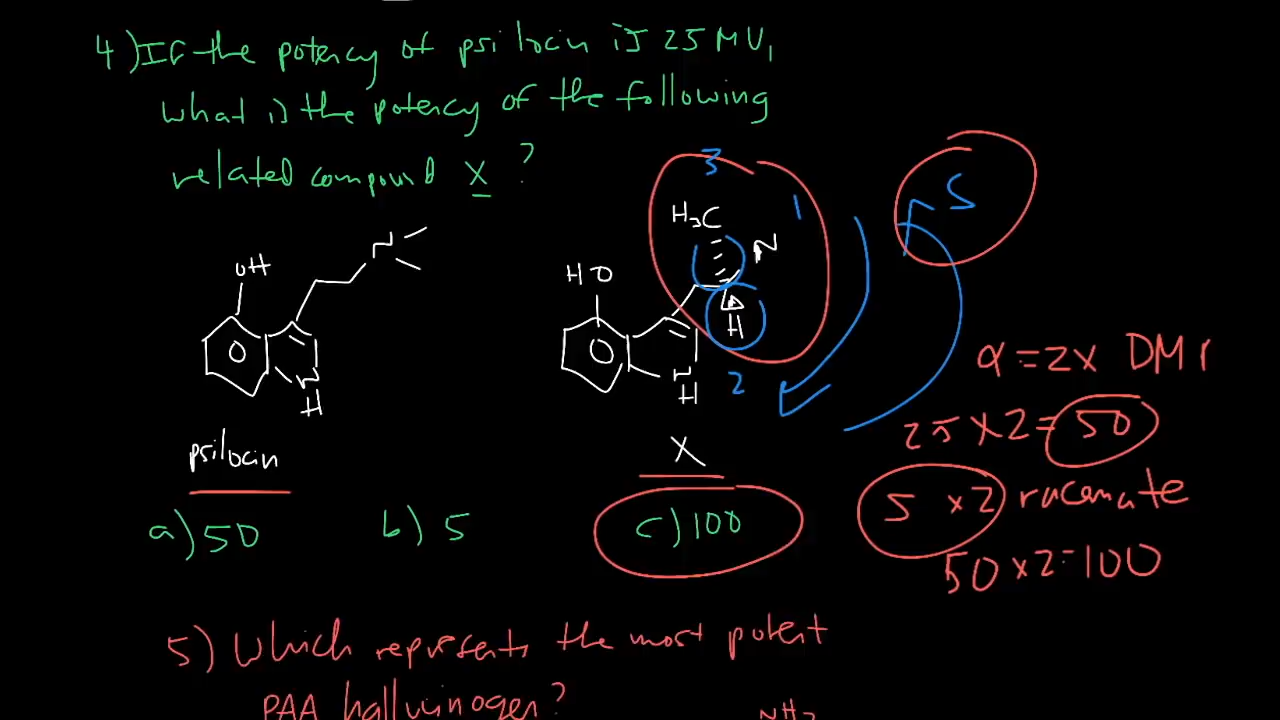 4) If the potency of psilocin is 25 MU,
what is the potency of the following
related compound X ?
OH
N
N
H
psilocin
3
1
H3C
N
HO
H
2
N
H
X
S
α = 2x DMT
25 x 2 = 50
S x 2 racemate
50 x 2 = 100
a) 50
b) 5
c) 100
5) Which represents the most potent
PAA hallucinogen?
NH2